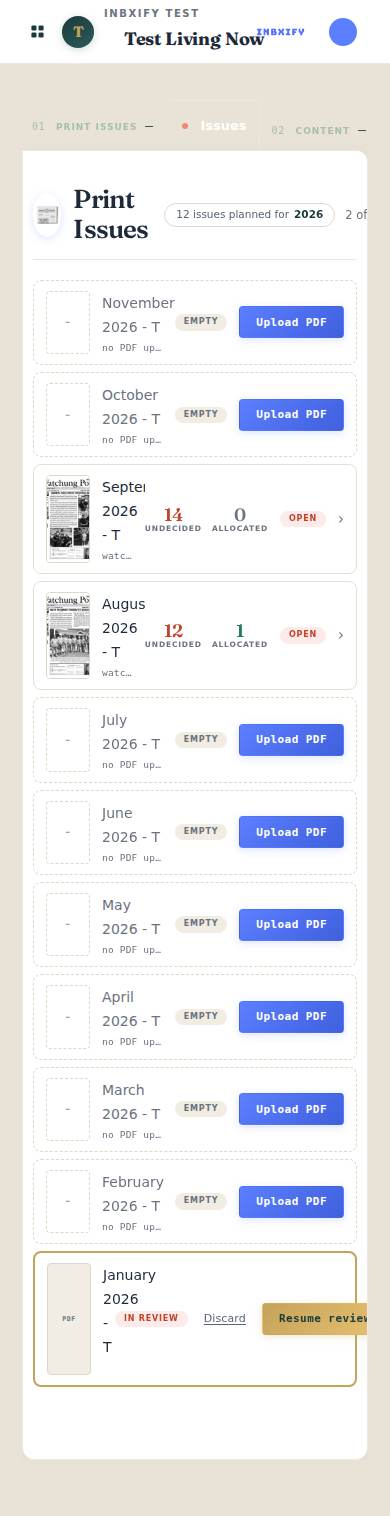 INBXIFY TEST
T
Test Living Now
INBXIFY
01 PRINT ISSUES —
Issues
02 CONTENT —
Print
Issues
12 issues planned for 2026
2 of
November
2026 - T
no PDF up…
EMPTY
Upload PDF
October
2026 - T
no PDF up…
EMPTY
Upload PDF
Septe
2026
- T
watc…
14
UNDECIDED
0
ALLOCATED
OPEN
›
Augus
2026
- T
watc…
12
UNDECIDED
1
ALLOCATED
OPEN
›
July
2026 - T
no PDF up…
EMPTY
Upload PDF
June
2026 - T
no PDF up…
EMPTY
Upload PDF
May
2026 - T
no PDF up…
EMPTY
Upload PDF
April
2026 - T
no PDF up…
EMPTY
Upload PDF
March
2026 - T
no PDF up…
EMPTY
Upload PDF
February
2026 - T
no PDF up…
EMPTY
Upload PDF
PDF
January
2026
-
T
IN REVIEW
Discard
Resume review